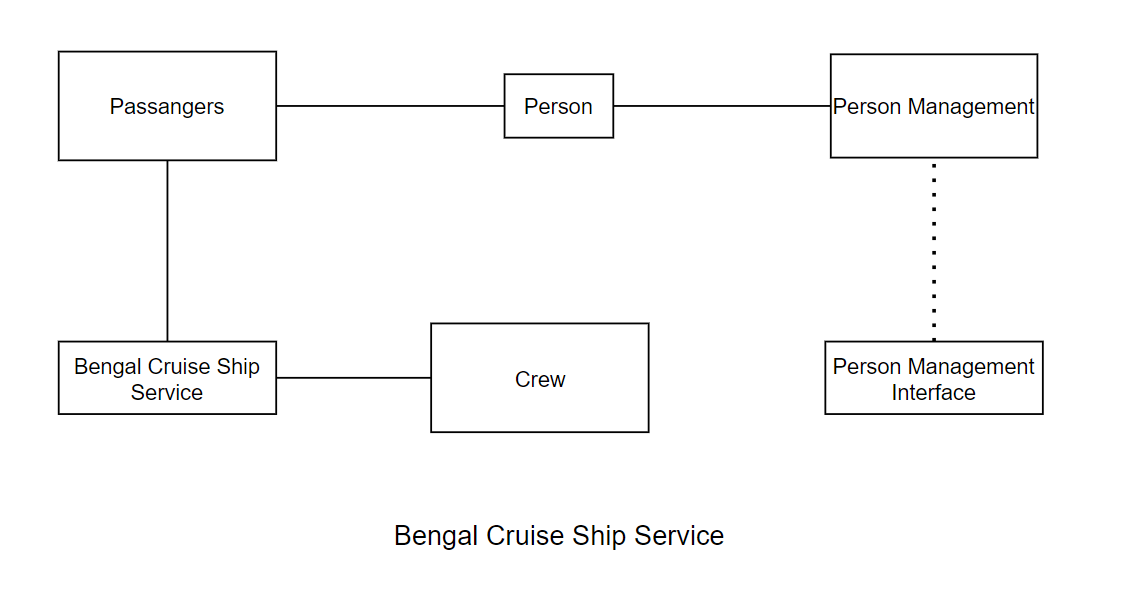 Passangers
Person
Person Management
Bengal Cruise Ship
Service
Crew
Person Management
Interface
Bengal Cruise Ship Service